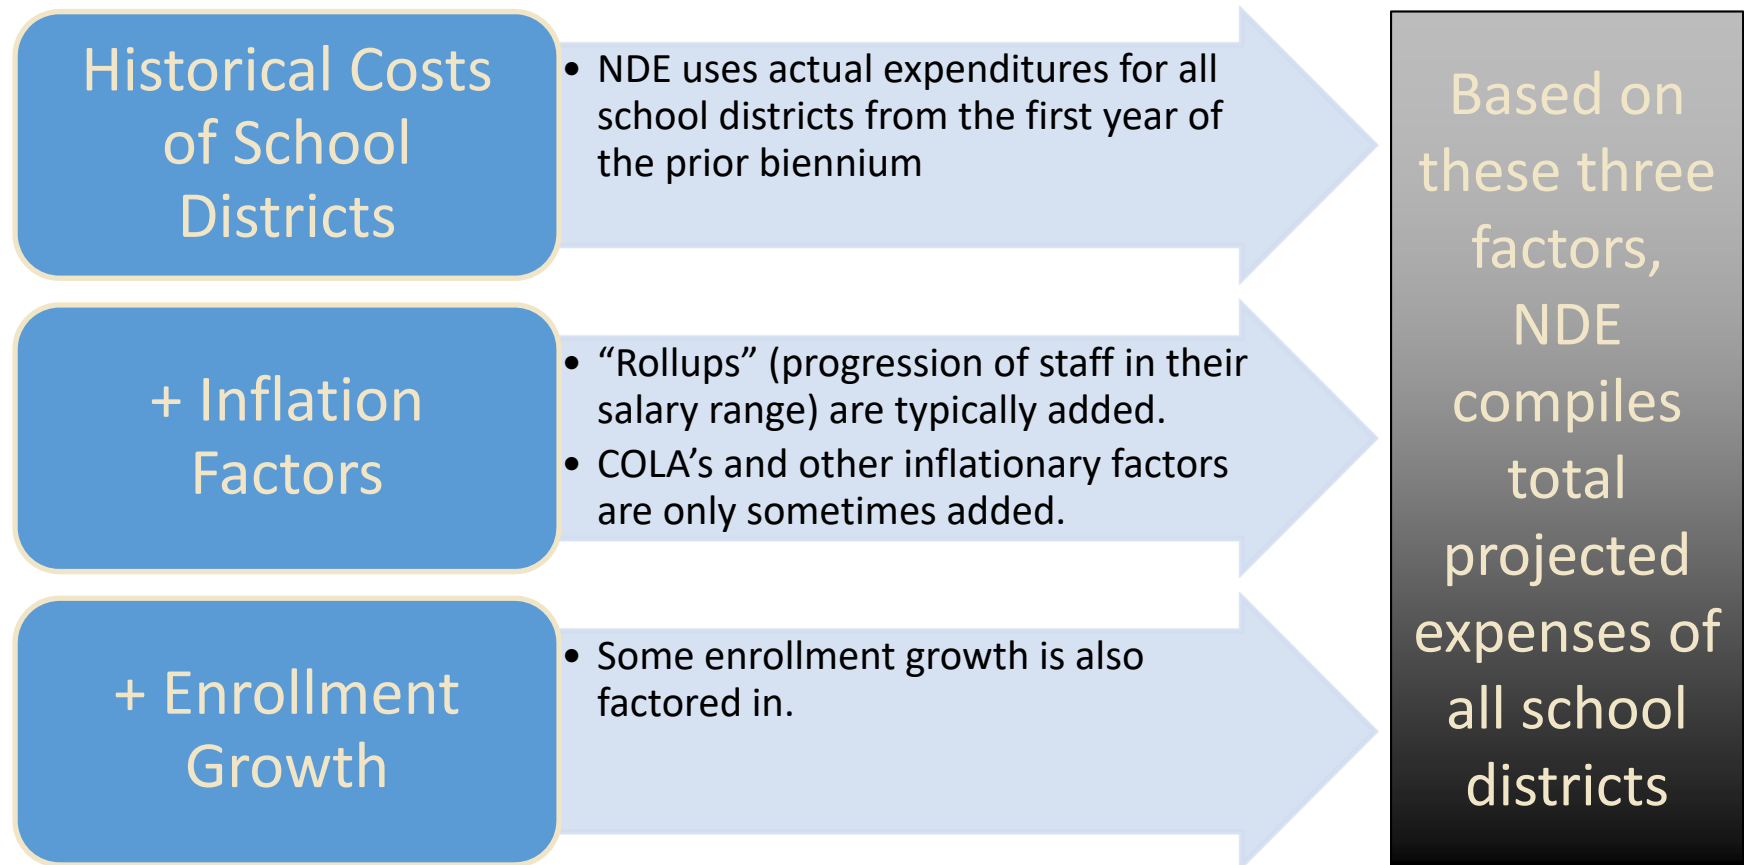 Historical Costs
of School
Districts
• NDE uses actual expenditures for all
school districts from the first year of
the prior biennium
+ Inflation
Factors
• “Rollups” (progression of staff in their
salary range) are typically added.
• COLA’s and other inflationary factors
are only sometimes added.
+ Enrollment
Growth
• Some enrollment growth is also
factored in.
Based on
these three
factors,
NDE
compiles
total
projected
expenses of
all school
districts